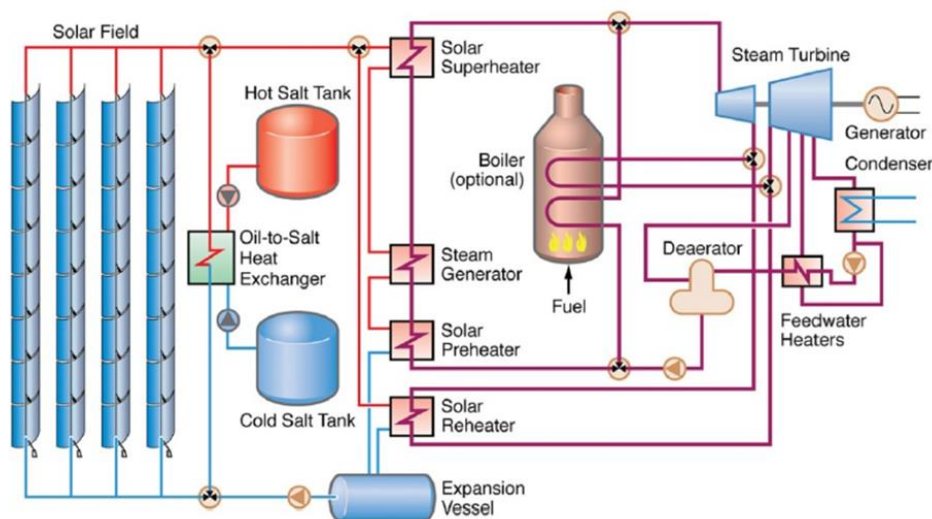 Solar Field
Solar
Superheater
Steam Turbine
Hot Salt Tank
Boiler
(optional)
Generator
Condenser
Oil-to-Salt
Heat
Exchanger
Steam
Generator
Deaerator
Fuel
Solar
Preheater
Feedwater
Heaters
Cold Salt Tank
Solar
Reheater
Expansion
Vessel